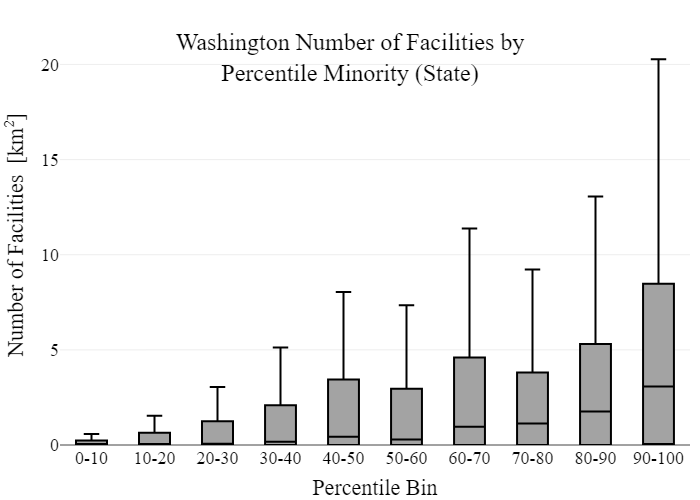 Washington Number of Facilities by
Percentile Minority (State)
Number of Facilities [km²]
20
15
10
5
0
0-10 10-20 20-30 30-40 40-50 50-60 60-70 70-80 80-90 90-100
Percentile Bin